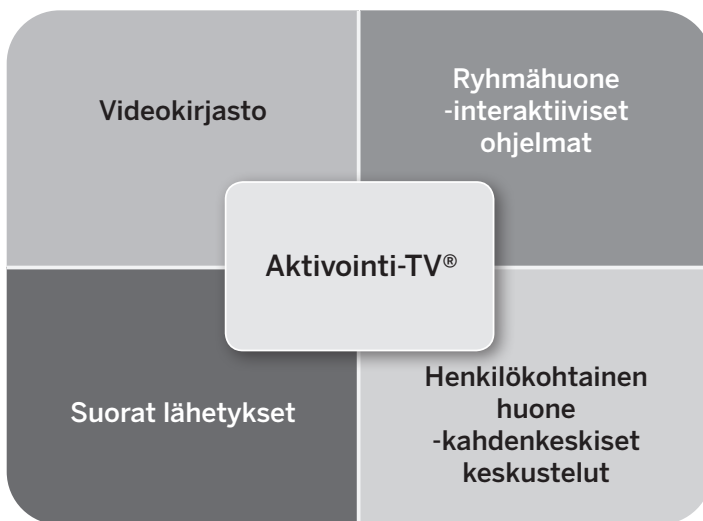 Videokirjasto
Ryhmähuone
-interaktiiviset
ohjelmat
Aktivointi-TV®
Suorat lähetykset
Henkilökohtainen
huone
-kahdenkeskiset
keskustelut